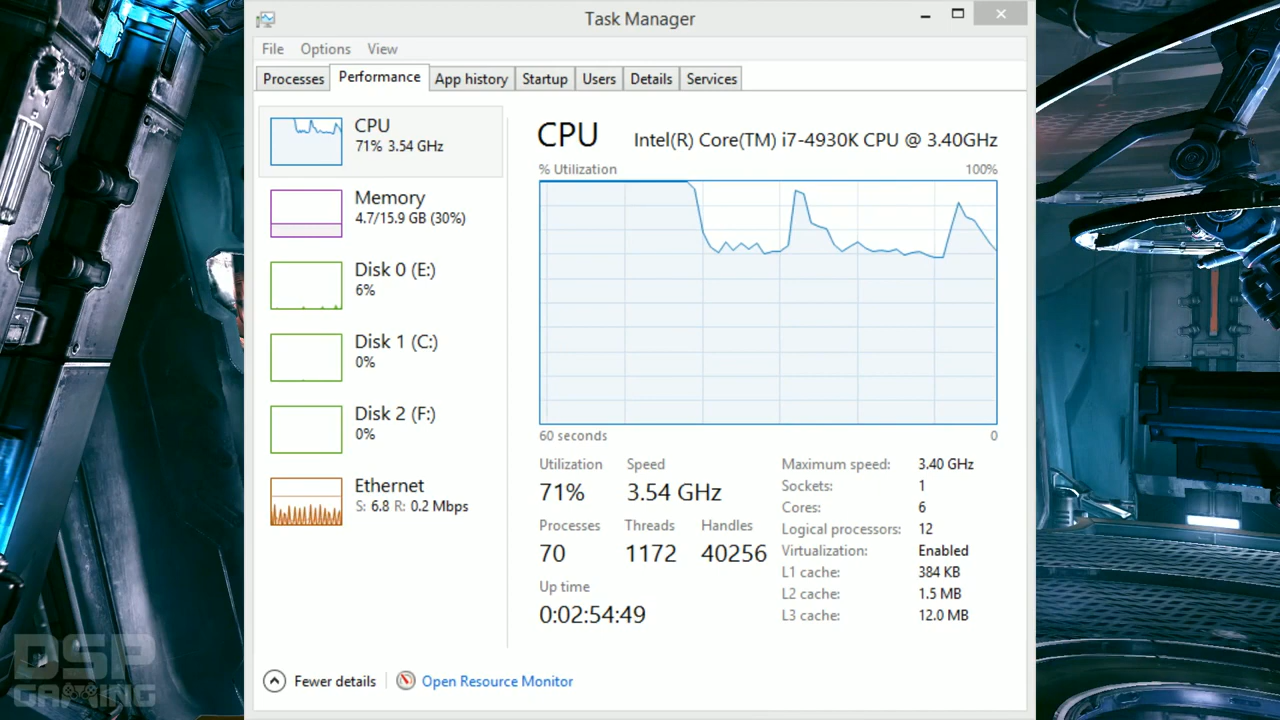 Task Manager
File Options View
Processes Performance App history Startup Users Details Services
CPU
71% 3.54 GHz
Memory
4.7/15.9 GB (30%)
Disk 0 (E:)
6%
Disk 1 (C:)
0%
Disk 2 (F:)
0%
Ethernet
S: 6.8 R: 0.2 Mbps
CPU Intel(R) Core(TM) i7-4930K CPU @ 3.40GHz
% Utilization 100%
60 seconds 0
Utilization Speed
71% 3.54 GHz
Processes Threads Handles
70 1172 40256
Up time
0:02:54:49
Maximum speed: 3.40 GHz
Sockets: 1
Cores: 6
Logical processors: 12
Virtualization: Enabled
L1 cache: 384 KB
L2 cache: 1.5 MB
L3 cache: 12.0 MB
Fewer details Open Resource Monitor
DSP
GAMING